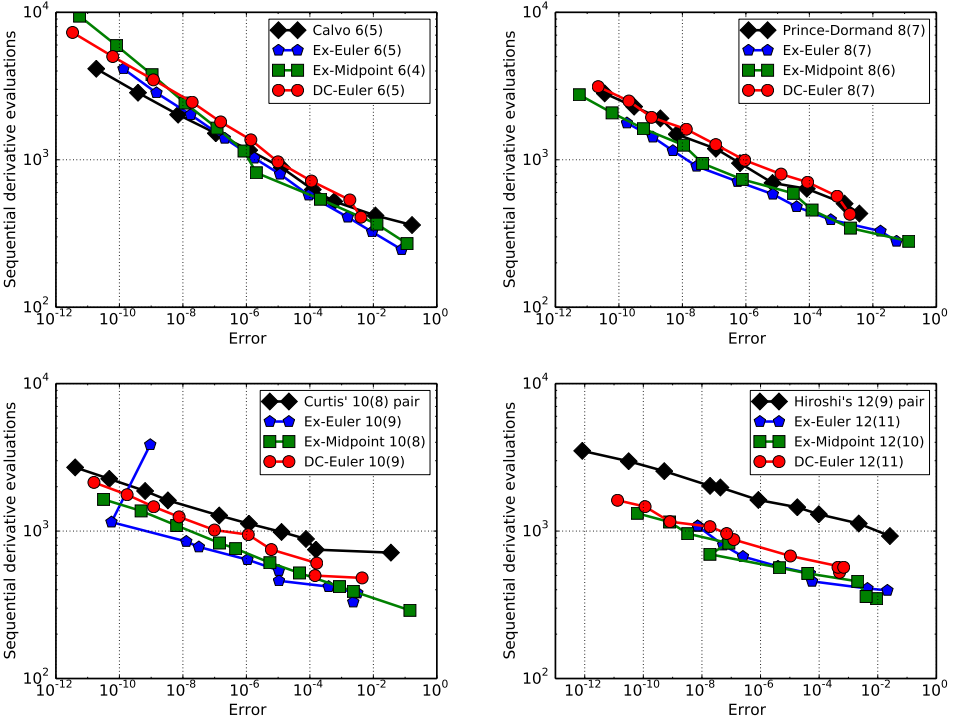 Sequential derivative evaluations
10^4
10^3
10^2
Calvo 6(5)
Ex-Euler 6(5)
Ex-Midpoint 6(4)
DC-Euler 6(5)
10^-12 10^-10 10^-8 10^-6 10^-4 10^-2 10^0
Error
Sequential derivative evaluations
10^4
10^3
10^2
Prince-Dormand 8(7)
Ex-Euler 8(7)
Ex-Midpoint 8(6)
DC-Euler 8(7)
10^-12 10^-10 10^-8 10^-6 10^-4 10^-2 10^0
Error
Sequential derivative evaluations
10^4
10^3
10^2
Curtis' 10(8) pair
Ex-Euler 10(9)
Ex-Midpoint 10(8)
DC-Euler 10(9)
10^-12 10^-10 10^-8 10^-6 10^-4 10^-2 10^0
Error
Sequential derivative evaluations
10^4
10^3
10^2
Hiroshi's 12(9) pair
Ex-Euler 12(11)
Ex-Midpoint 12(10)
DC-Euler 12(11)
10^-12 10^-10 10^-8 10^-6 10^-4 10^-2 10^0
Error